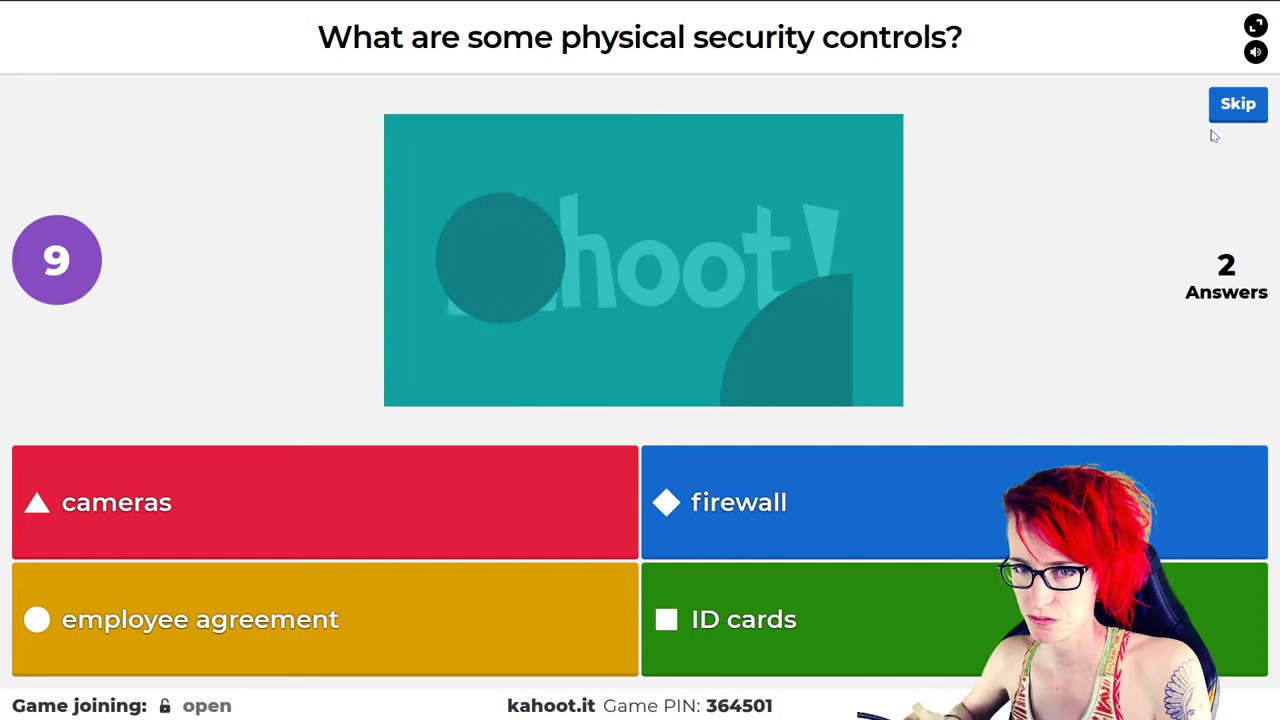 What are some physical security controls?
Skip
hoot!
9
2
Answers
cameras
firewall
employee agreement
ID cards
Game joining: open
kahoot.it Game PIN: 364501